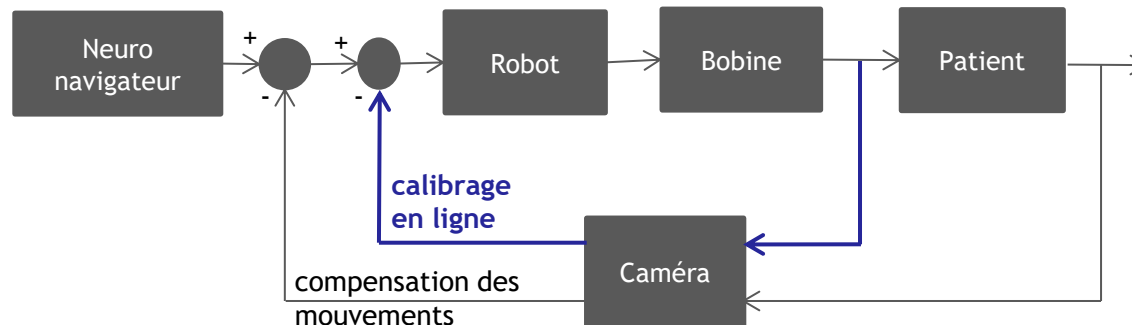 Neuro
navigateur
+
-
+
-
Robot
Bobine
Patient
calibrage
en ligne
Caméra
compensation des
mouvements